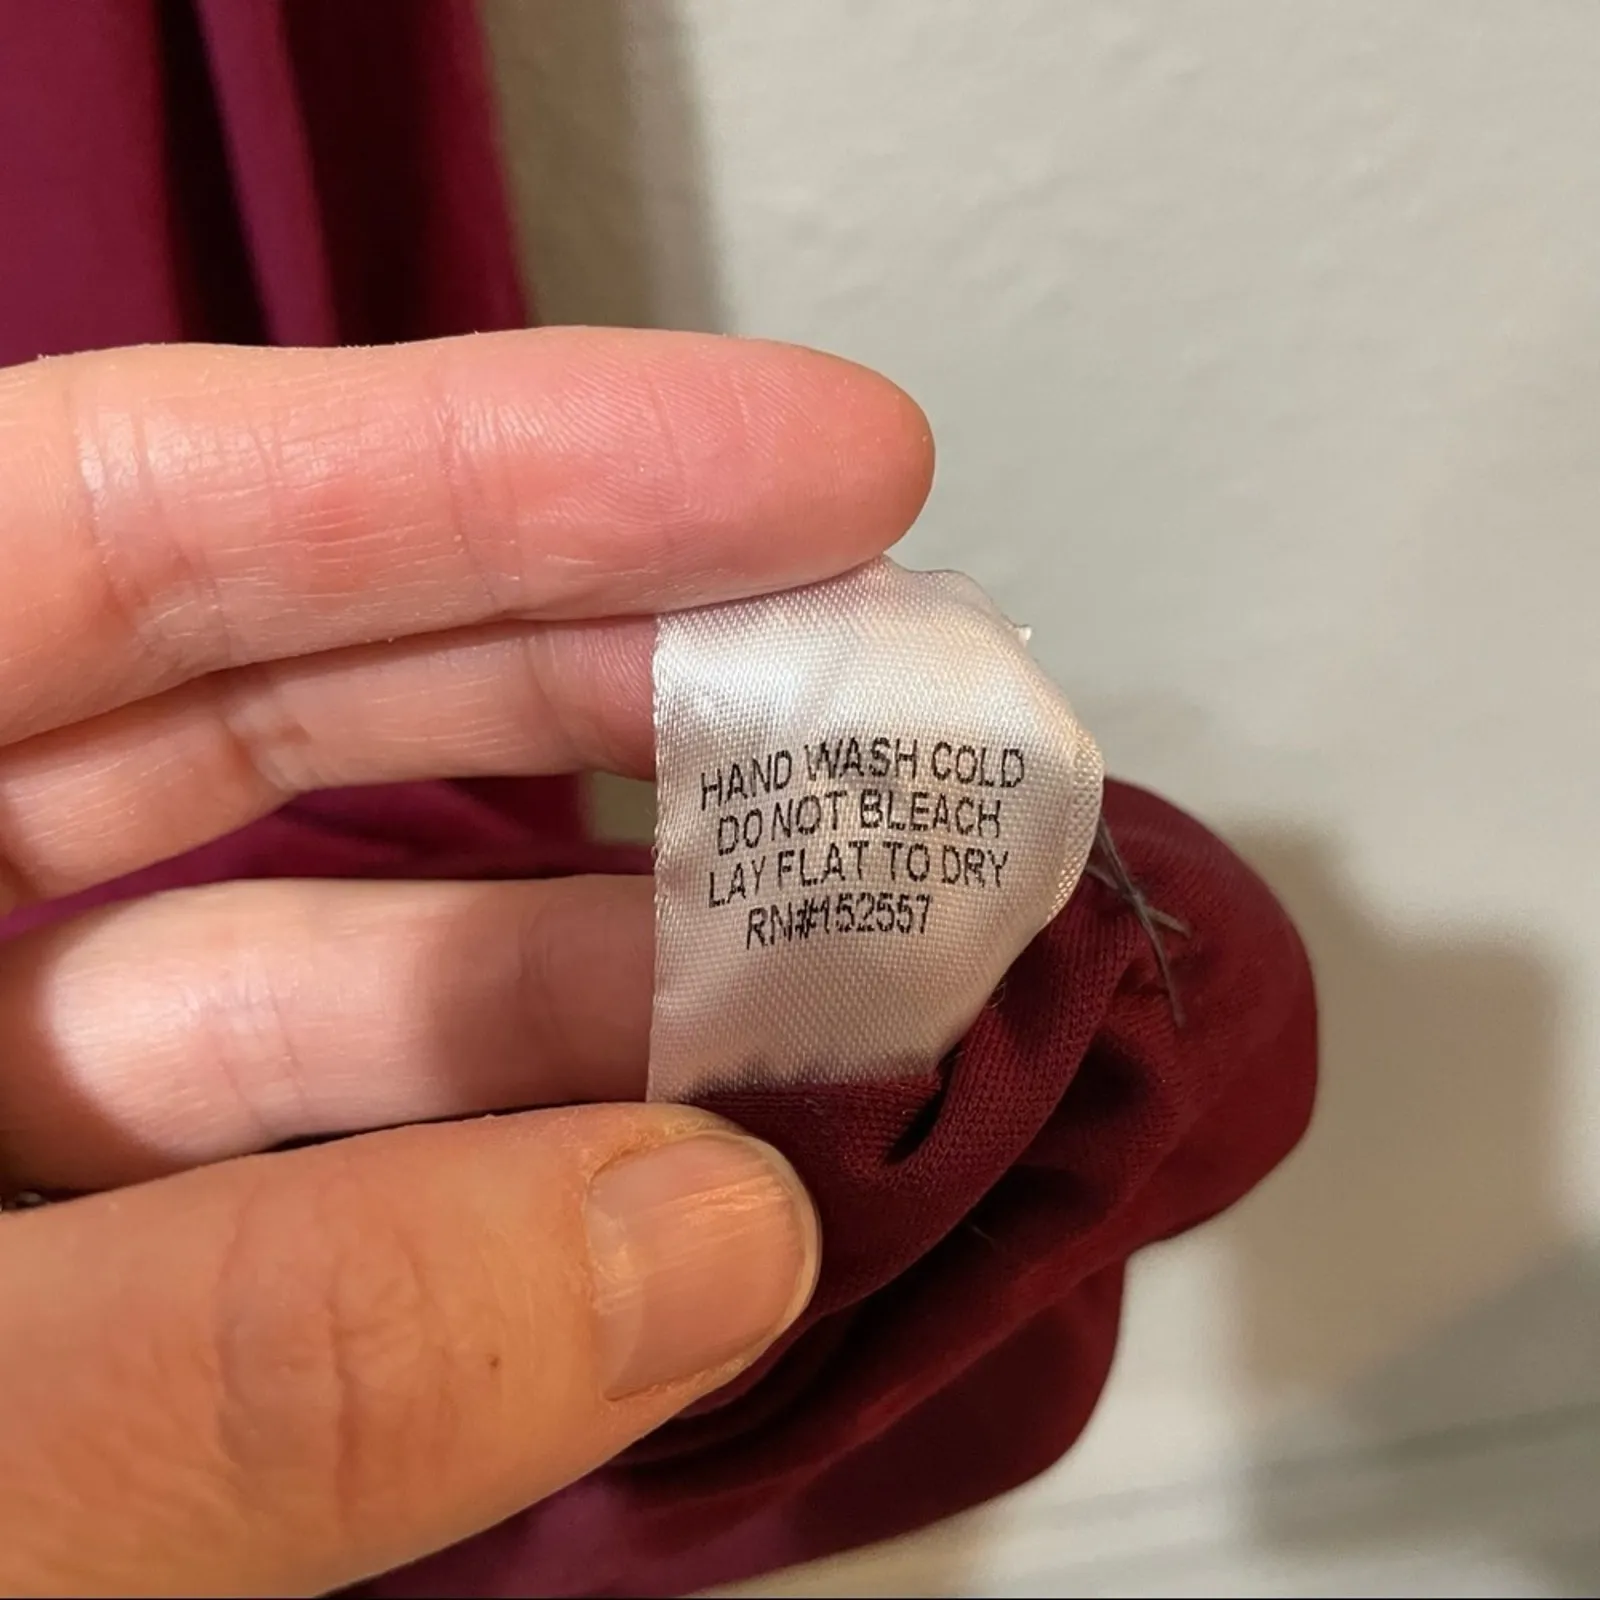 HAND WASH COLD
DO NOT BLEACH
LAY FLAT TO DRY
RN#152557